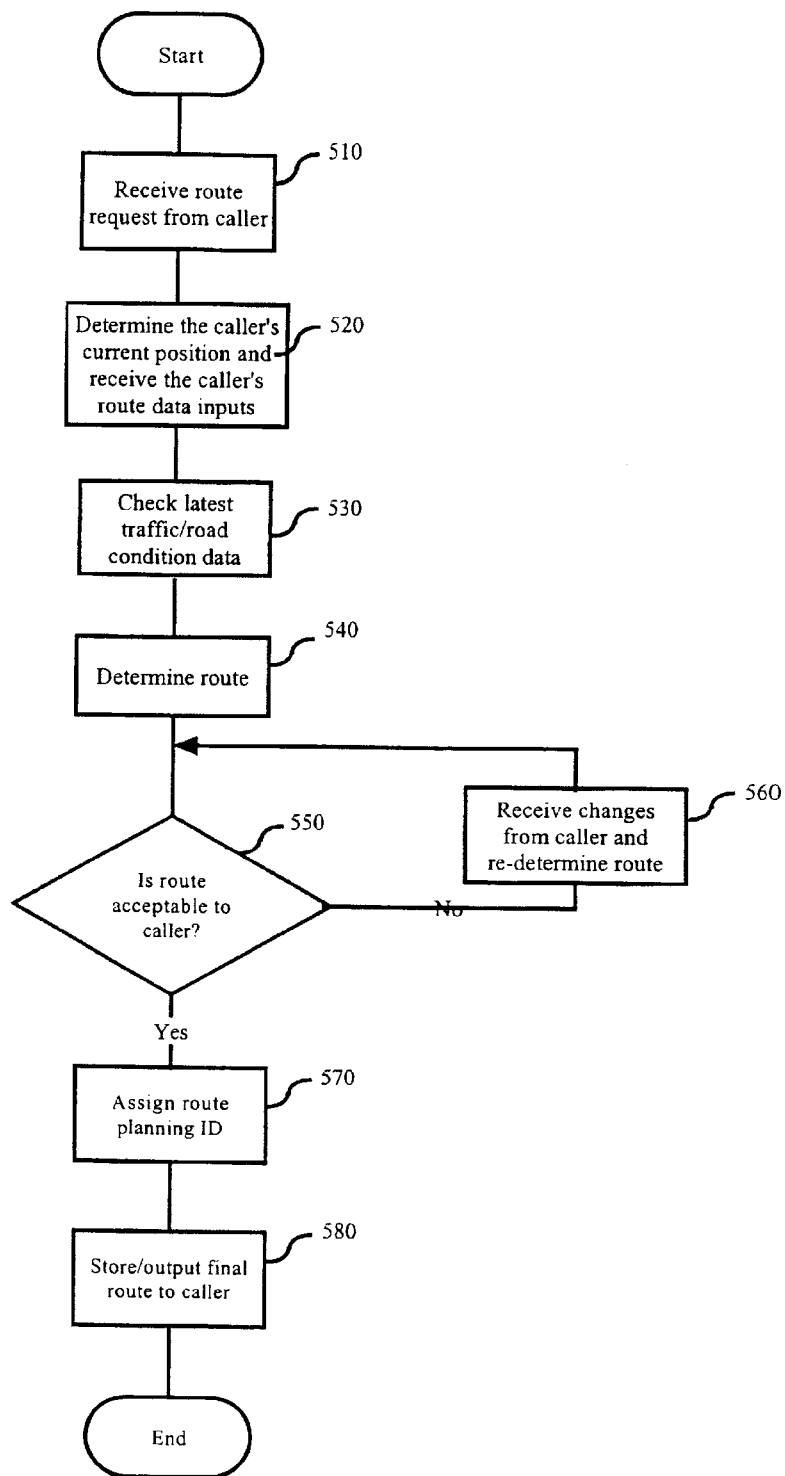 Start
510
Receive route
request from caller
Determine the caller's
current position and
receive the caller's
route data inputs
520
Check latest
traffic/road
condition data
530
540
Determine route
560
Receive changes
from caller and
re-determine route
550
Is route
acceptable to
caller?
No
Yes
570
Assign route
planning ID
580
Store/output final
route to caller
End